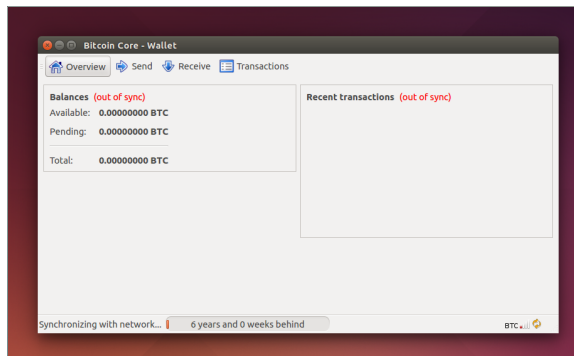 Bitcoin Core - Wallet
Overview Send Receive Transactions
Balances (out of sync)
Available: 0.00000000 BTC
Pending: 0.00000000 BTC
Total: 0.00000000 BTC
Recent transactions (out of sync)
Synchronizing with network... 6 years and 0 weeks behind BTC